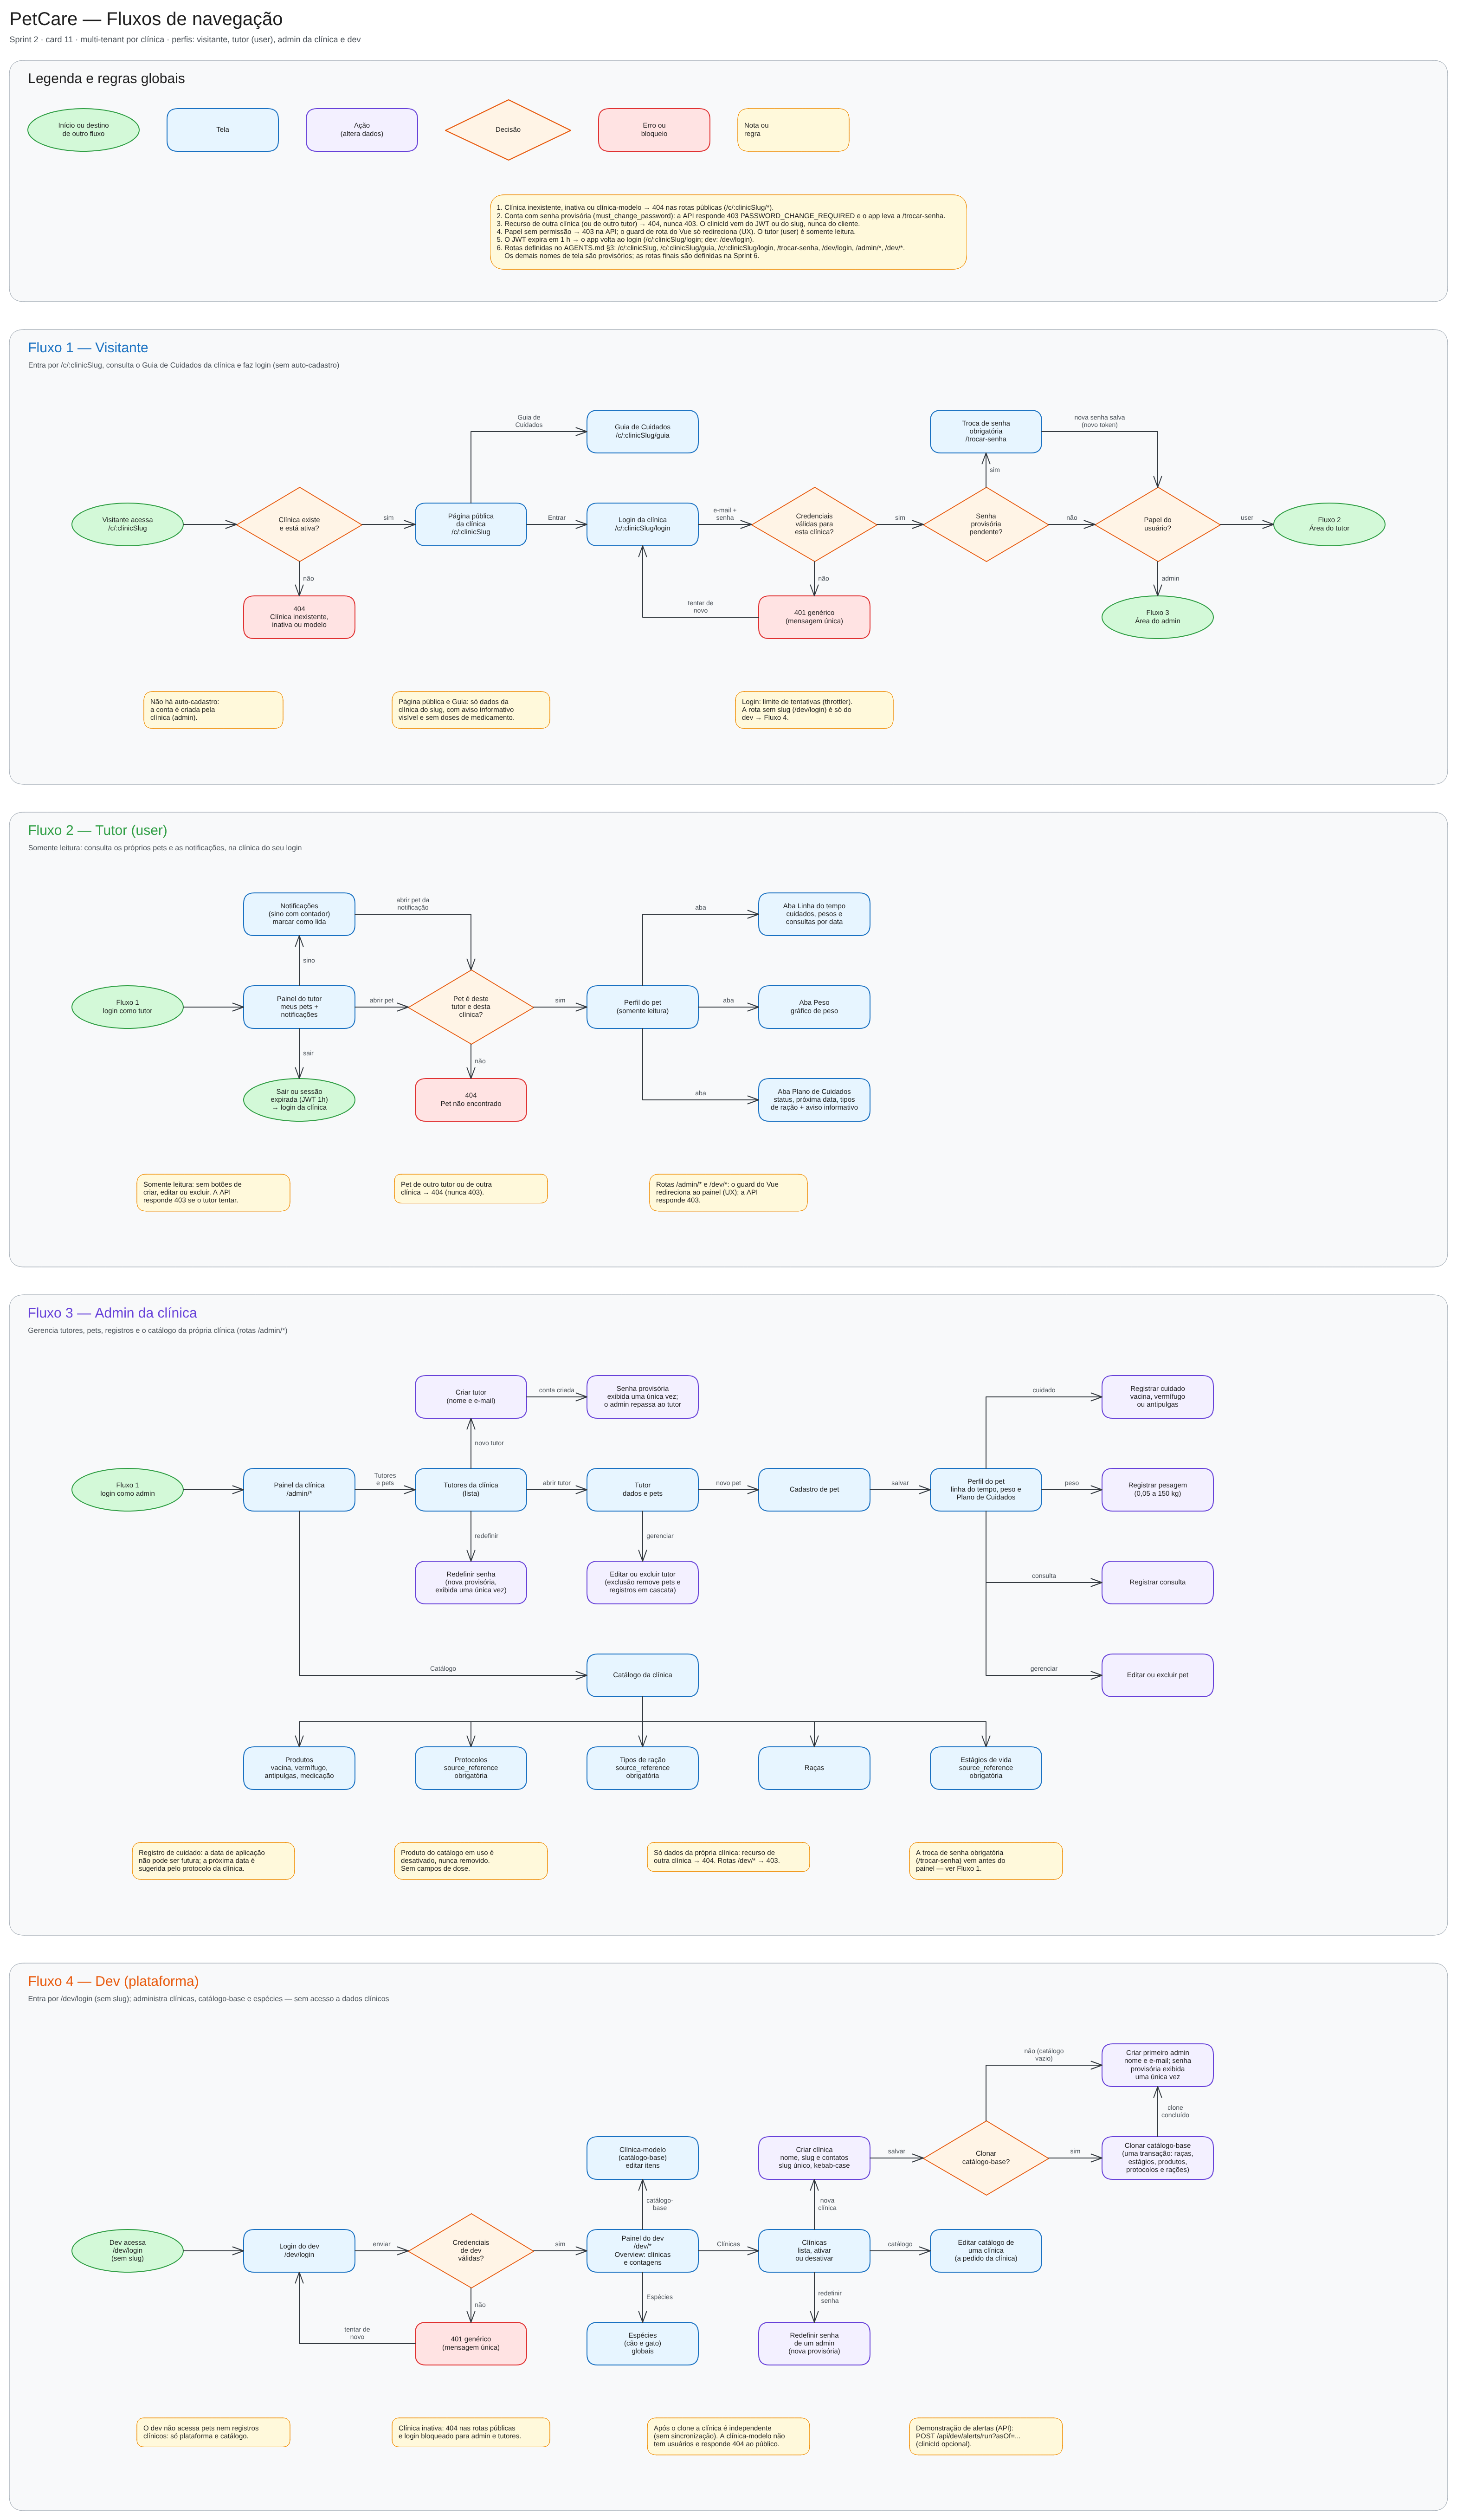 PetCare — Fluxos de navegação
Sprint 2 · card 11 · multi-tenant por clínica · perfis: visitante, tutor (user), admin da clínica e dev
Legenda e regras globais
Início ou destino
de outro fluxo
Tela
Ação
(altera dados)
Decisão
Erro ou
bloqueio
Nota ou
regra
1. Clínica inexistente, inativa ou clínica-modelo → 404 nas rotas públicas (/c/:clinicSlug/*).
2. Conta com senha provisória (must_change_password): a API responde 403 PASSWORD_CHANGE_REQUIRED e o app leva a /trocar-senha.
3. Recurso de outra clínica (ou de outro tutor) → 404, nunca 403. O clinicId vem do JWT ou do slug, nunca do cliente.
4. Papel sem permissão → 403 na API; o guard de rota do Vue só redireciona (UX). O tutor (user) é somente leitura.
5. O JWT expira em 1 h → o app volta ao login (/c/:clinicSlug/login; dev: /dev/login).
6. Rotas definidas no AGENTS.md §3: /c/:clinicSlug, /c/:clinicSlug/guia, /c/:clinicSlug/login, /trocar-senha, /dev/login, /admin/*, /dev/*.
Os demais nomes de tela são provisórios; as rotas finais são definidas na Sprint 6.
Fluxo 1 — Visitante
Entra por /c/:clinicSlug, consulta o Guia de Cuidados da clínica e faz login (sem auto-cadastro)
Guia de
Cuidados
Guia de Cuidados
/c/:clinicSlug/guia
Troca de senha
obrigatória
/trocar-senha
nova senha salva
(novo token)
sim
Visitante acessa
/c/:clinicSlug
Clínica existe
e está ativa?
sim
Página pública
da clínica
/c/:clinicSlug
Entrar
Login da clínica
/c/:clinicSlug/login
e-mail +
senha
Credenciais
válidas para
esta clínica?
sim
Senha
provisória
pendente?
não
Papel do
usuário?
user
Fluxo 2
Área do tutor
não
não
admin
404
Clínica inexistente,
inativa ou modelo
tentar de
novo
401 genérico
(mensagem única)
Fluxo 3
Área do admin
Não há auto-cadastro:
a conta é criada pela
clínica (admin).
Página pública e Guia: só dados da
clínica do slug, com aviso informativo
visível e sem doses de medicamento.
Login: limite de tentativas (throttler).
A rota sem slug (/dev/login) é só do
dev → Fluxo 4.
Fluxo 2 — Tutor (user)
Somente leitura: consulta os próprios pets e as notificações, na clínica do seu login
Notificações
(sino com contador)
marcar como lida
abrir pet da
notificação
aba
Aba Linha do tempo
cuidados, pesos e
consultas por data
sino
Fluxo 1
login como tutor
Painel do tutor
meus pets +
notificações
abrir pet
Pet é deste
tutor e desta
clínica?
sim
Perfil do pet
(somente leitura)
aba
Aba Peso
gráfico de peso
sair
não
Sair ou sessão
expirada (JWT 1h)
→ login da clínica
404
Pet não encontrado
aba
Aba Plano de Cuidados
status, próxima data, tipos
de ração + aviso informativo
Somente leitura: sem botões de
criar, editar ou excluir. A API
responde 403 se o tutor tentar.
Pet de outro tutor ou de outra
clínica → 404 (nunca 403).
Rotas /admin/* e /dev/*: o guard do Vue
redireciona ao painel (UX); a API
responde 403.
Fluxo 3 — Admin da clínica
Gerencia tutores, pets, registros e o catálogo da própria clínica (rotas /admin/*)
Criar tutor
(nome e e-mail)
conta criada
Senha provisória
exibida uma única vez;
o admin repassa ao tutor
cuidado
Registrar cuidado
vacina, vermífugo
ou antipulgas
novo tutor
Fluxo 1
login como admin
Painel da clínica
/admin/*
Tutores
e pets
Tutores da clínica
(lista)
abrir tutor
Tutor
dados e pets
novo pet
Cadastro de pet
salvar
Perfil do pet
linha do tempo, peso e
Plano de Cuidados
peso
Registrar pesagem
(0,05 a 150 kg)
redefinir
gerenciar
Redefinir senha
(nova provisória,
exibida uma única vez)
Editar ou excluir tutor
(exclusão remove pets e
registros em cascata)
consulta
Registrar consulta
Catálogo
Catálogo da clínica
gerenciar
Editar ou excluir pet
Produtos
vacina, vermífugo,
antipulgas, medicação
Protocolos
source_reference
obrigatória
Tipos de ração
source_reference
obrigatória
Raças
Estágios de vida
source_reference
obrigatória
Registro de cuidado: a data de aplicação
não pode ser futura; a próxima data é
sugerida pelo protocolo da clínica.
Produto do catálogo em uso é
desativado, nunca removido.
Sem campos de dose.
Só dados da própria clínica: recurso de
outra clínica → 404. Rotas /dev/* → 403.
A troca de senha obrigatória
(/trocar-senha) vem antes do
painel — ver Fluxo 1.
Fluxo 4 — Dev (plataforma)
Entra por /dev/login (sem slug); administra clínicas, catálogo-base e espécies — sem acesso a dados clínicos
não (catálogo
vazio)
Criar primeiro admin
nome e e-mail; senha
provisória exibida
uma única vez
clone
concluído
Clínica-modelo
(catálogo-base)
editar itens
Criar clínica
nome, slug e contatos
slug único, kebab-case
salvar
Clonar
catálogo-base?
sim
Clonar catálogo-base
(uma transação: raças,
estágios, produtos,
protocolos e rações)
catálogo-
base
nova
clínica
Dev acessa
/dev/login
(sem slug)
Login do dev
/dev/login
enviar
Credenciais
de dev
válidas?
sim
Painel do dev
/dev/*
Overview: clínicas
e contagens
Clínicas
Clínicas
lista, ativar
ou desativar
catálogo
Editar catálogo de
uma clínica
(a pedido da clínica)
não
Espécies
redefinir
senha
tentar de
novo
401 genérico
(mensagem única)
Espécies
(cão e gato)
globais
Redefinir senha
de um admin
(nova provisória)
O dev não acessa pets nem registros
clínicos: só plataforma e catálogo.
Clínica inativa: 404 nas rotas públicas
e login bloqueado para admin e tutores.
Após o clone a clínica é independente
(sem sincronização). A clínica-modelo não
tem usuários e responde 404 ao público.
Demonstração de alertas (API):
POST /api/dev/alerts/run?asOf=...
(clinicId opcional).